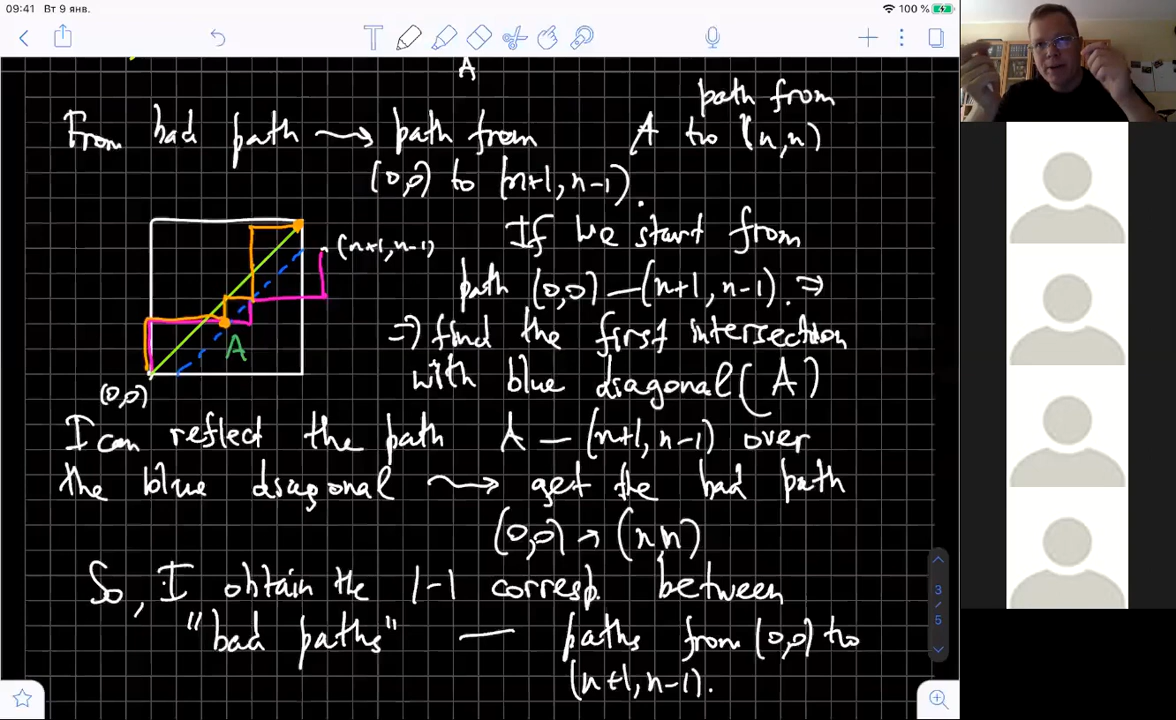 09:41 Вт 9 янв.
100 %
A
path from
From bad path ⇝ path from A to (n,n)
(0,0) to (n+1, n-1).
If we start from
(n+1, n-1)
path (0,0) — (n+1, n-1). ⇒
⇒ find the first intersection
A
with blue diagonal (A)
(0,0)
I can reflect the path A — (n+1, n-1) over
the blue diagonal ⇝ get the bad path
(0,0) → (n n)
So, I obtain the 1-1 corresp. between
"bad paths" — paths from (0,0) to
(n+1, n-1).
3
/
5